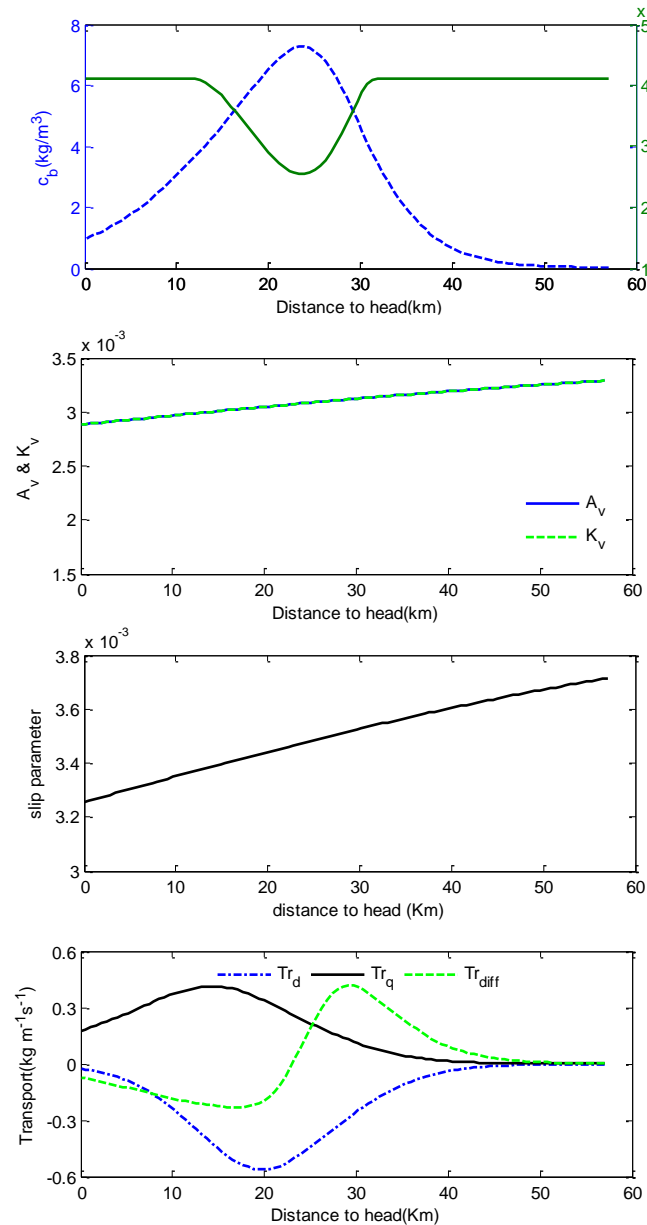 8
6
4
2
0
c_b(kg/m³)
x
5
4
3
2
1
0 10 20 30 40 50 60
Distance to head(km)
x 10⁻³
3.5
3
2.5
2
1.5
A_v & K_v
A_v
K_v
0 10 20 30 40 50 60
Distance to head(km)
x 10⁻³
3.8
3.6
3.4
3.2
3
slip parameter
0 10 20 30 40 50 60
distance to head (Km)
0.6
0.3
0
-0.3
-0.6
Transport(kg m⁻¹s⁻¹)
Tr_d Tr_q Tr_diff
0 10 20 30 40 50 60
Distance to head(Km)